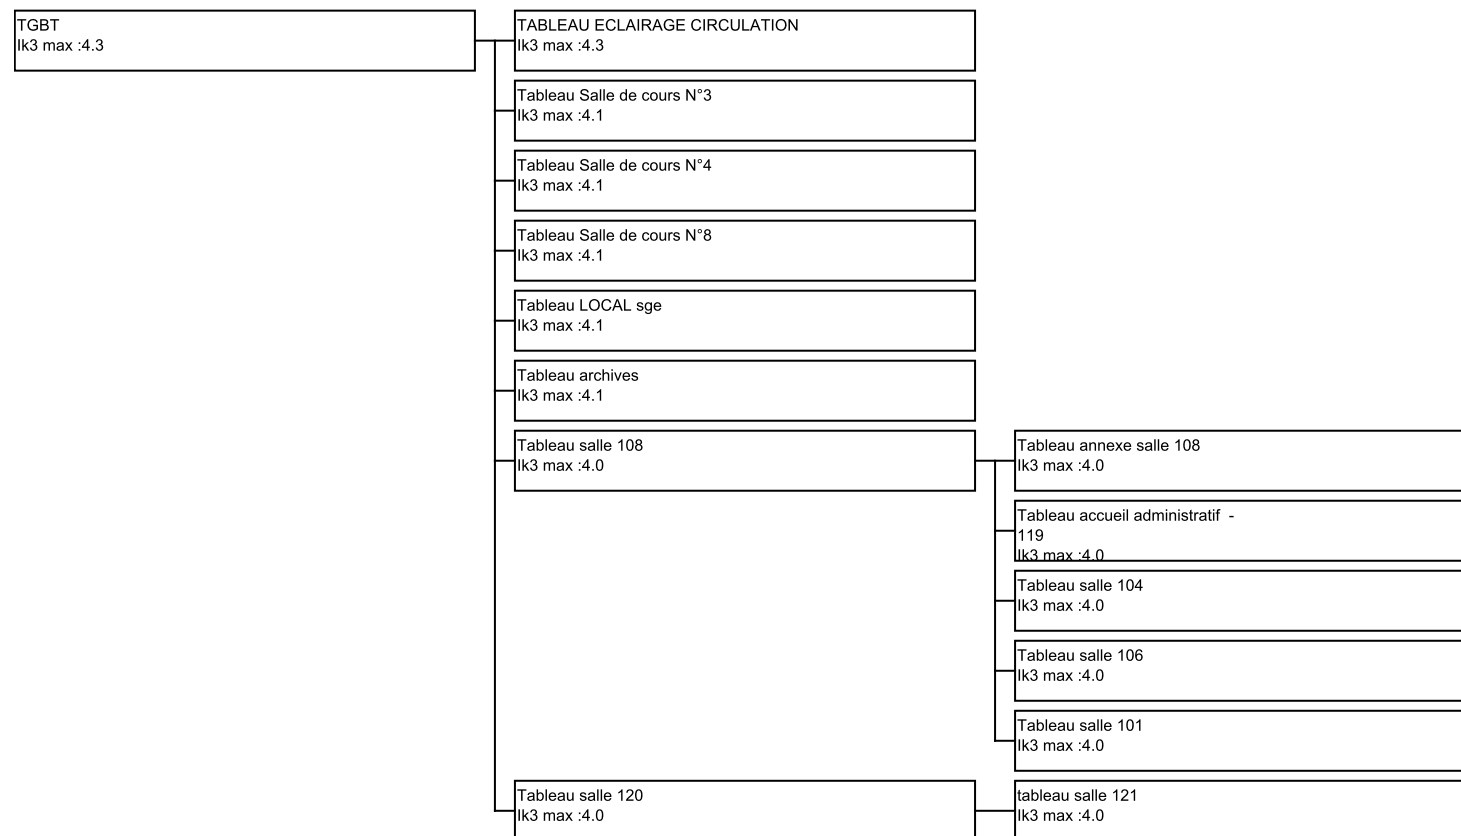 TGBT
Ik3 max :4.3
TABLEAU ECLAIRAGE CIRCULATION
Ik3 max :4.3
Tableau Salle de cours N°3
Ik3 max :4.1
Tableau Salle de cours N°4
Ik3 max :4.1
Tableau Salle de cours N°8
Ik3 max :4.1
Tableau LOCAL sge
Ik3 max :4.1
Tableau archives
Ik3 max :4.1
Tableau salle 108
Ik3 max :4.0
Tableau annexe salle 108
Ik3 max :4.0
Tableau accueil administratif -
119
Ik3 max :4.0
Tableau salle 104
Ik3 max :4.0
Tableau salle 106
Ik3 max :4.0
Tableau salle 101
Ik3 max :4.0
Tableau salle 120
Ik3 max :4.0
tableau salle 121
Ik3 max :4.0